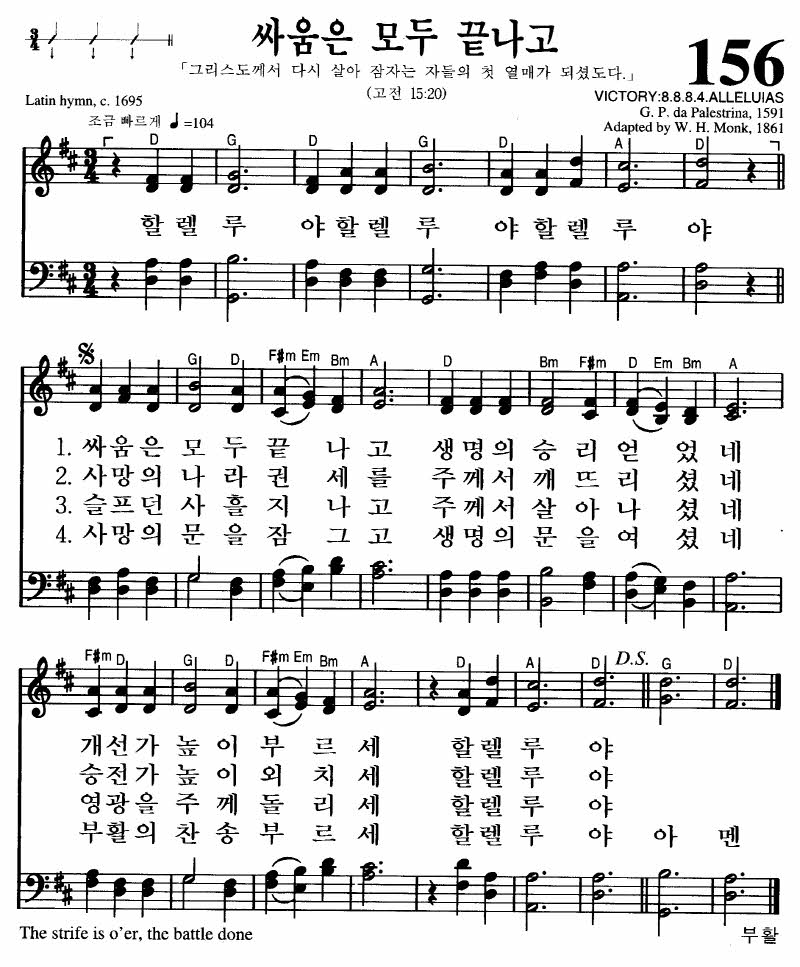 싸움은 모두 끝나고
「그리스도께서 다시 살아 잠자는 자들의 첫 열매가 되셨도다.」
(고전 15:20)
156
Latin hymn, c. 1695
VICTORY:8.8.8.4.ALLELUIAS
조금 빠르게 ♩=104
G. P. da Palestrina, 1591
Adapted by W. H. Monk, 1861
D G D G D A D
할렐루 야할렐루 야할렐루 야
G D F#m Em Bm A D Bm F#m D Em Bm A
1. 싸움은 모두끝 나고 생명의 승리얻 었네
2. 사망의 나라권 세를 주께서 깨뜨리 셨네
3. 슬프던 사흘지 나고 주께서 살아나 셨네
4. 사망의 문을잠 그고 생명의 문을여 셨네
F#m D G D F#m Em Bm A D A D D.S. G D
개선가 높이부르세 할렐루 야
승전가 높이외치세 할렐루 야
영광을 주께돌리세 할렐루 야
부활의 찬송부르세 할렐루 야 아 멘
The strife is o'er, the battle done
부활